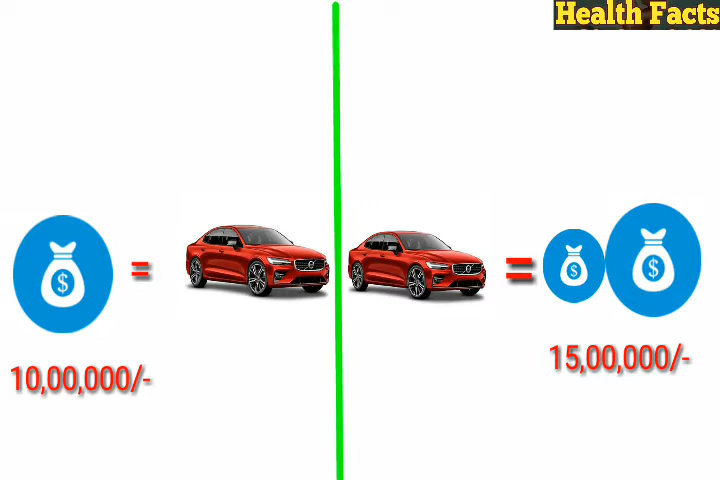 Health Facts
=
=
10,00,000/-
15,00,000/-